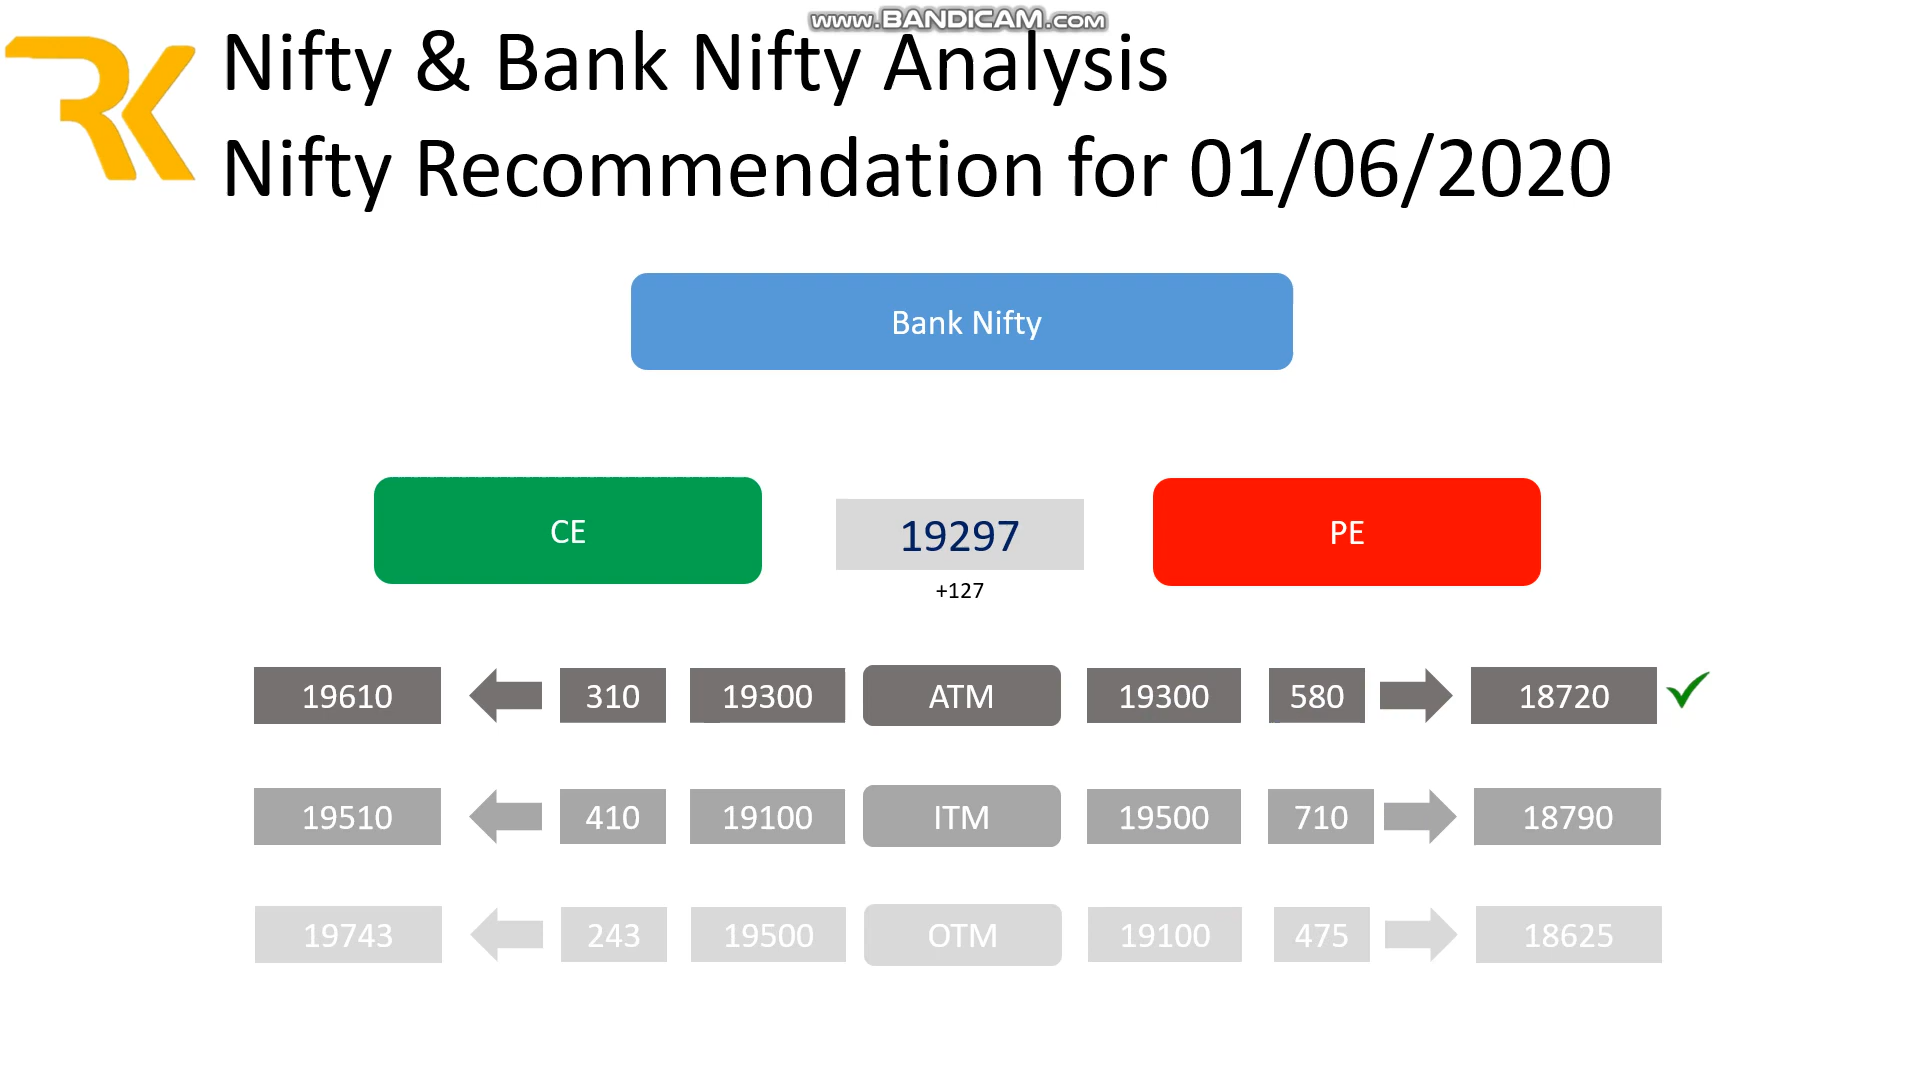 www.BANDICAM.com
RK
Nifty & Bank Nifty Analysis
Nifty Recommendation for 01/06/2020
Bank Nifty
CE 19297 PE
+127
19610 310 19300 ATM 19300 580 18720
19510 410 19100 ITM 19500 710 18790
19743 243 19500 OTM 19100 475 18625